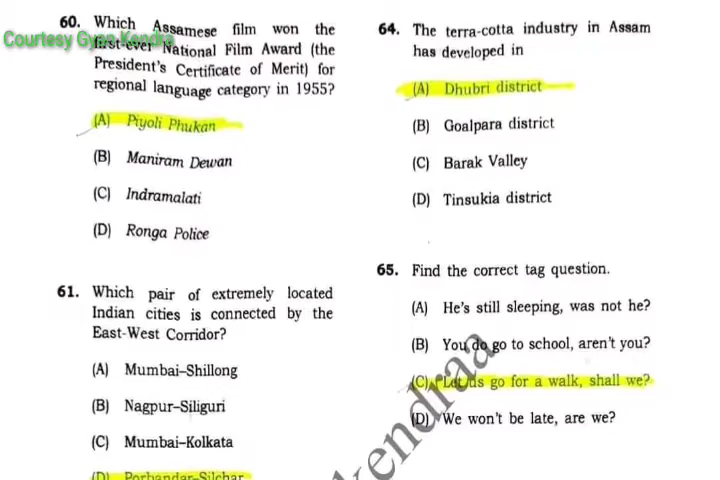 Courtesy Gyan Kendra
60. Which Assamese film won the
first-ever National Film Award (the
President's Certificate of Merit) for
regional language category in 1955?
(A) Piyoli Phukan
(B) Maniram Dewan
(C) Indramalati
(D) Ronga Police
61. Which pair of extremely located
Indian cities is connected by the
East-West Corridor?
(A) Mumbai–Shillong
(B) Nagpur–Siliguri
(C) Mumbai–Kolkata
(D) Porbandar–Silchar
64. The terra-cotta industry in Assam
has developed in
(A) Dhubri district
(B) Goalpara district
(C) Barak Valley
(D) Tinsukia district
65. Find the correct tag question.
(A) He's still sleeping, was not he?
(B) You do go to school, aren't you?
(C) Let us go for a walk, shall we?
(D) We won't be late, are we?
kendraa